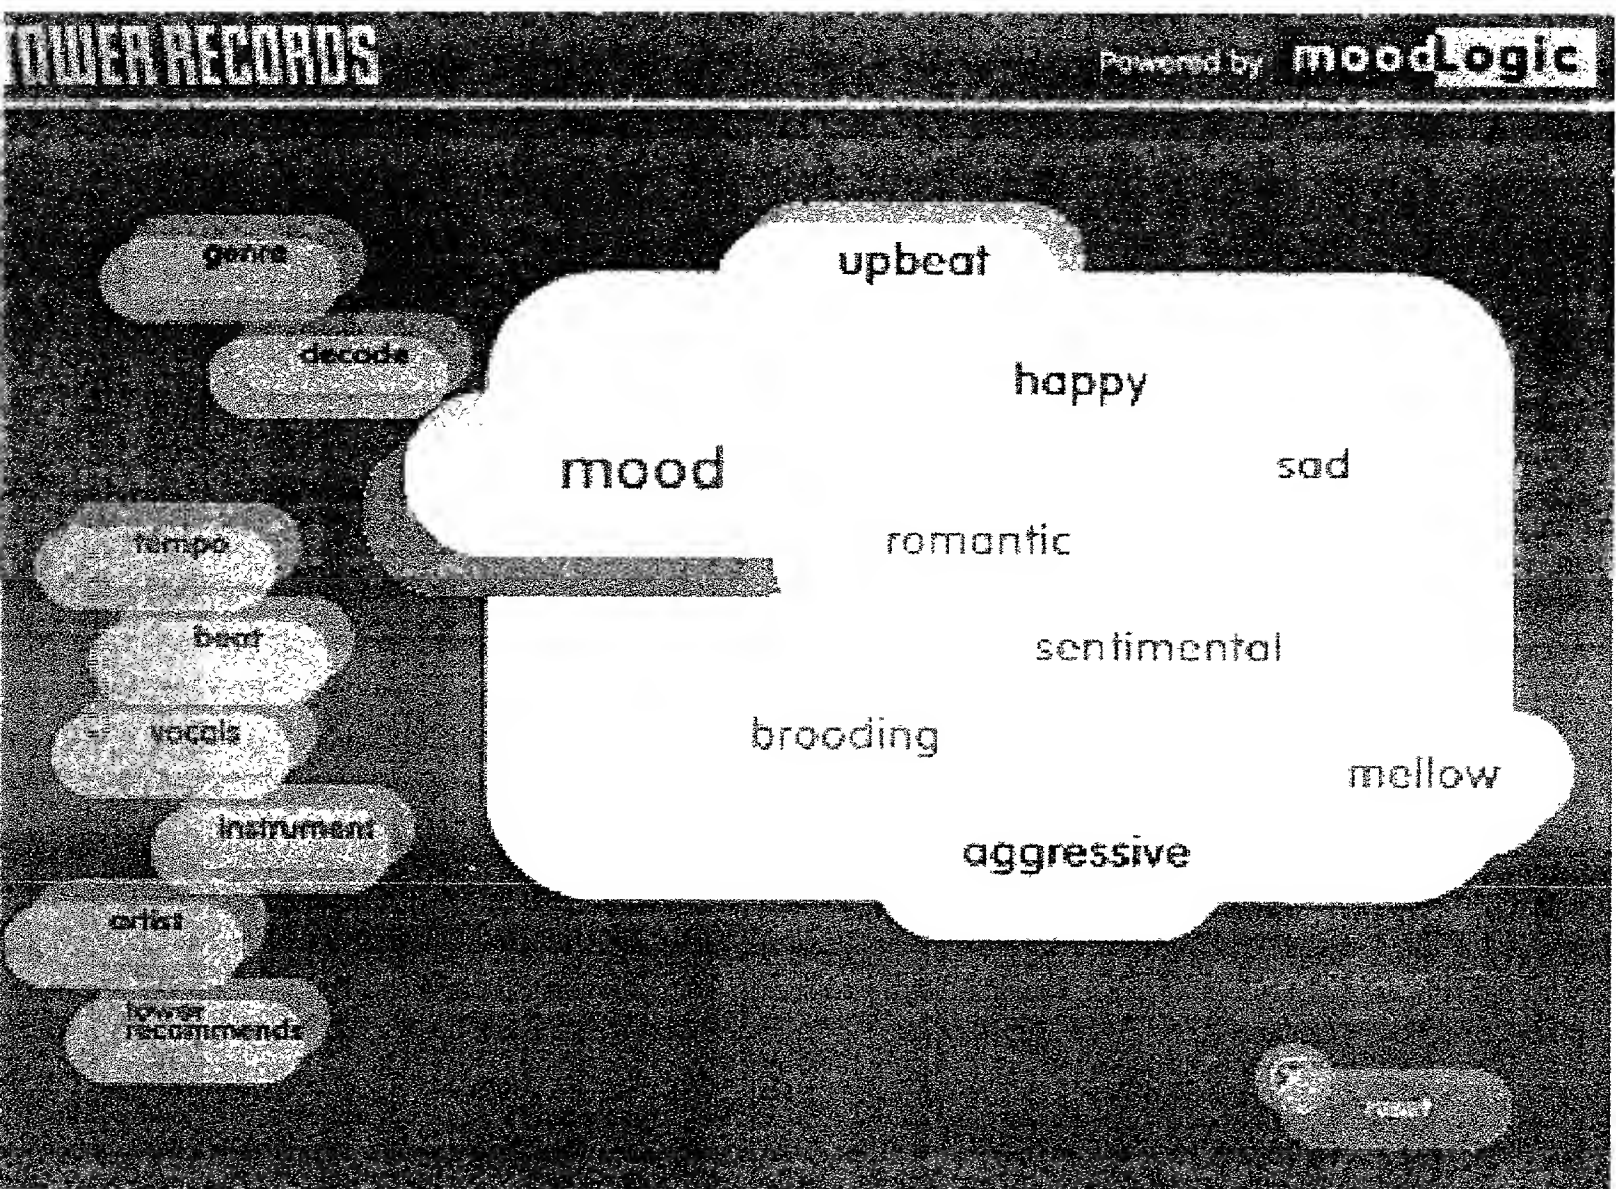 TOWER RECORDS
Powered by moodLogic
genre
decade
mood
tempo
beat
vocals
instrument
artist
tower
recommends
upbeat
happy
sad
romantic
sentimental
brooding
mellow
aggressive
reset